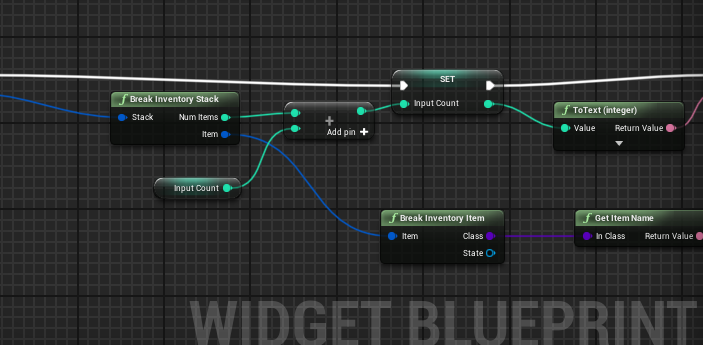 SET
Break Inventory Stack
Input Count
ToText (integer)
Stack
Num Items
Item
Add pin
Value
Return Value
Input Count
Break Inventory Item
Get Item Name
Item
Class
In Class
Return Value
State
WIDGET BLUEPRINT